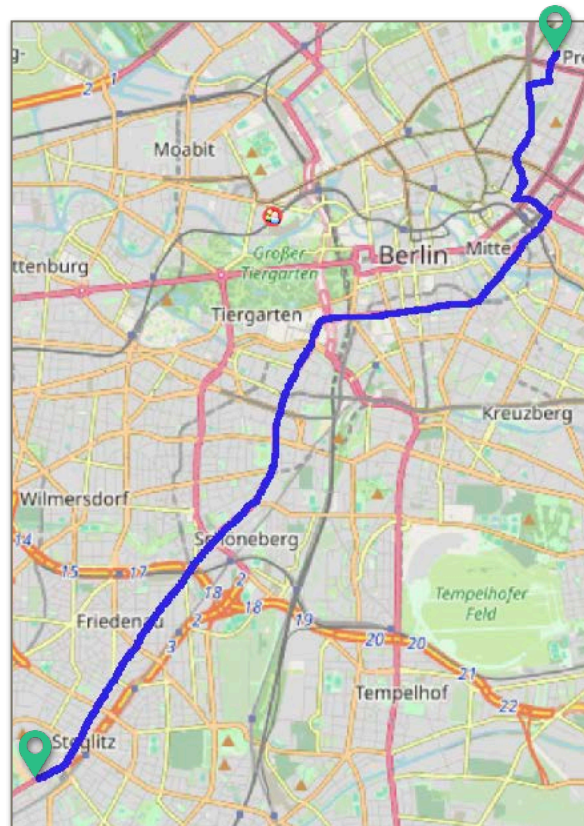 g-
2
1
Pre
Moabit
Großer
Tiergarten
Berlin
Mitte
ttenburg
Tiergarten
Kreuzberg
Wilmersdorf
14
15
17
Schöneberg
2
18
2
18
Friedenau
3
19
20
20
Tempelhofer
Feld
21
22
Tempelhof
Steglitz